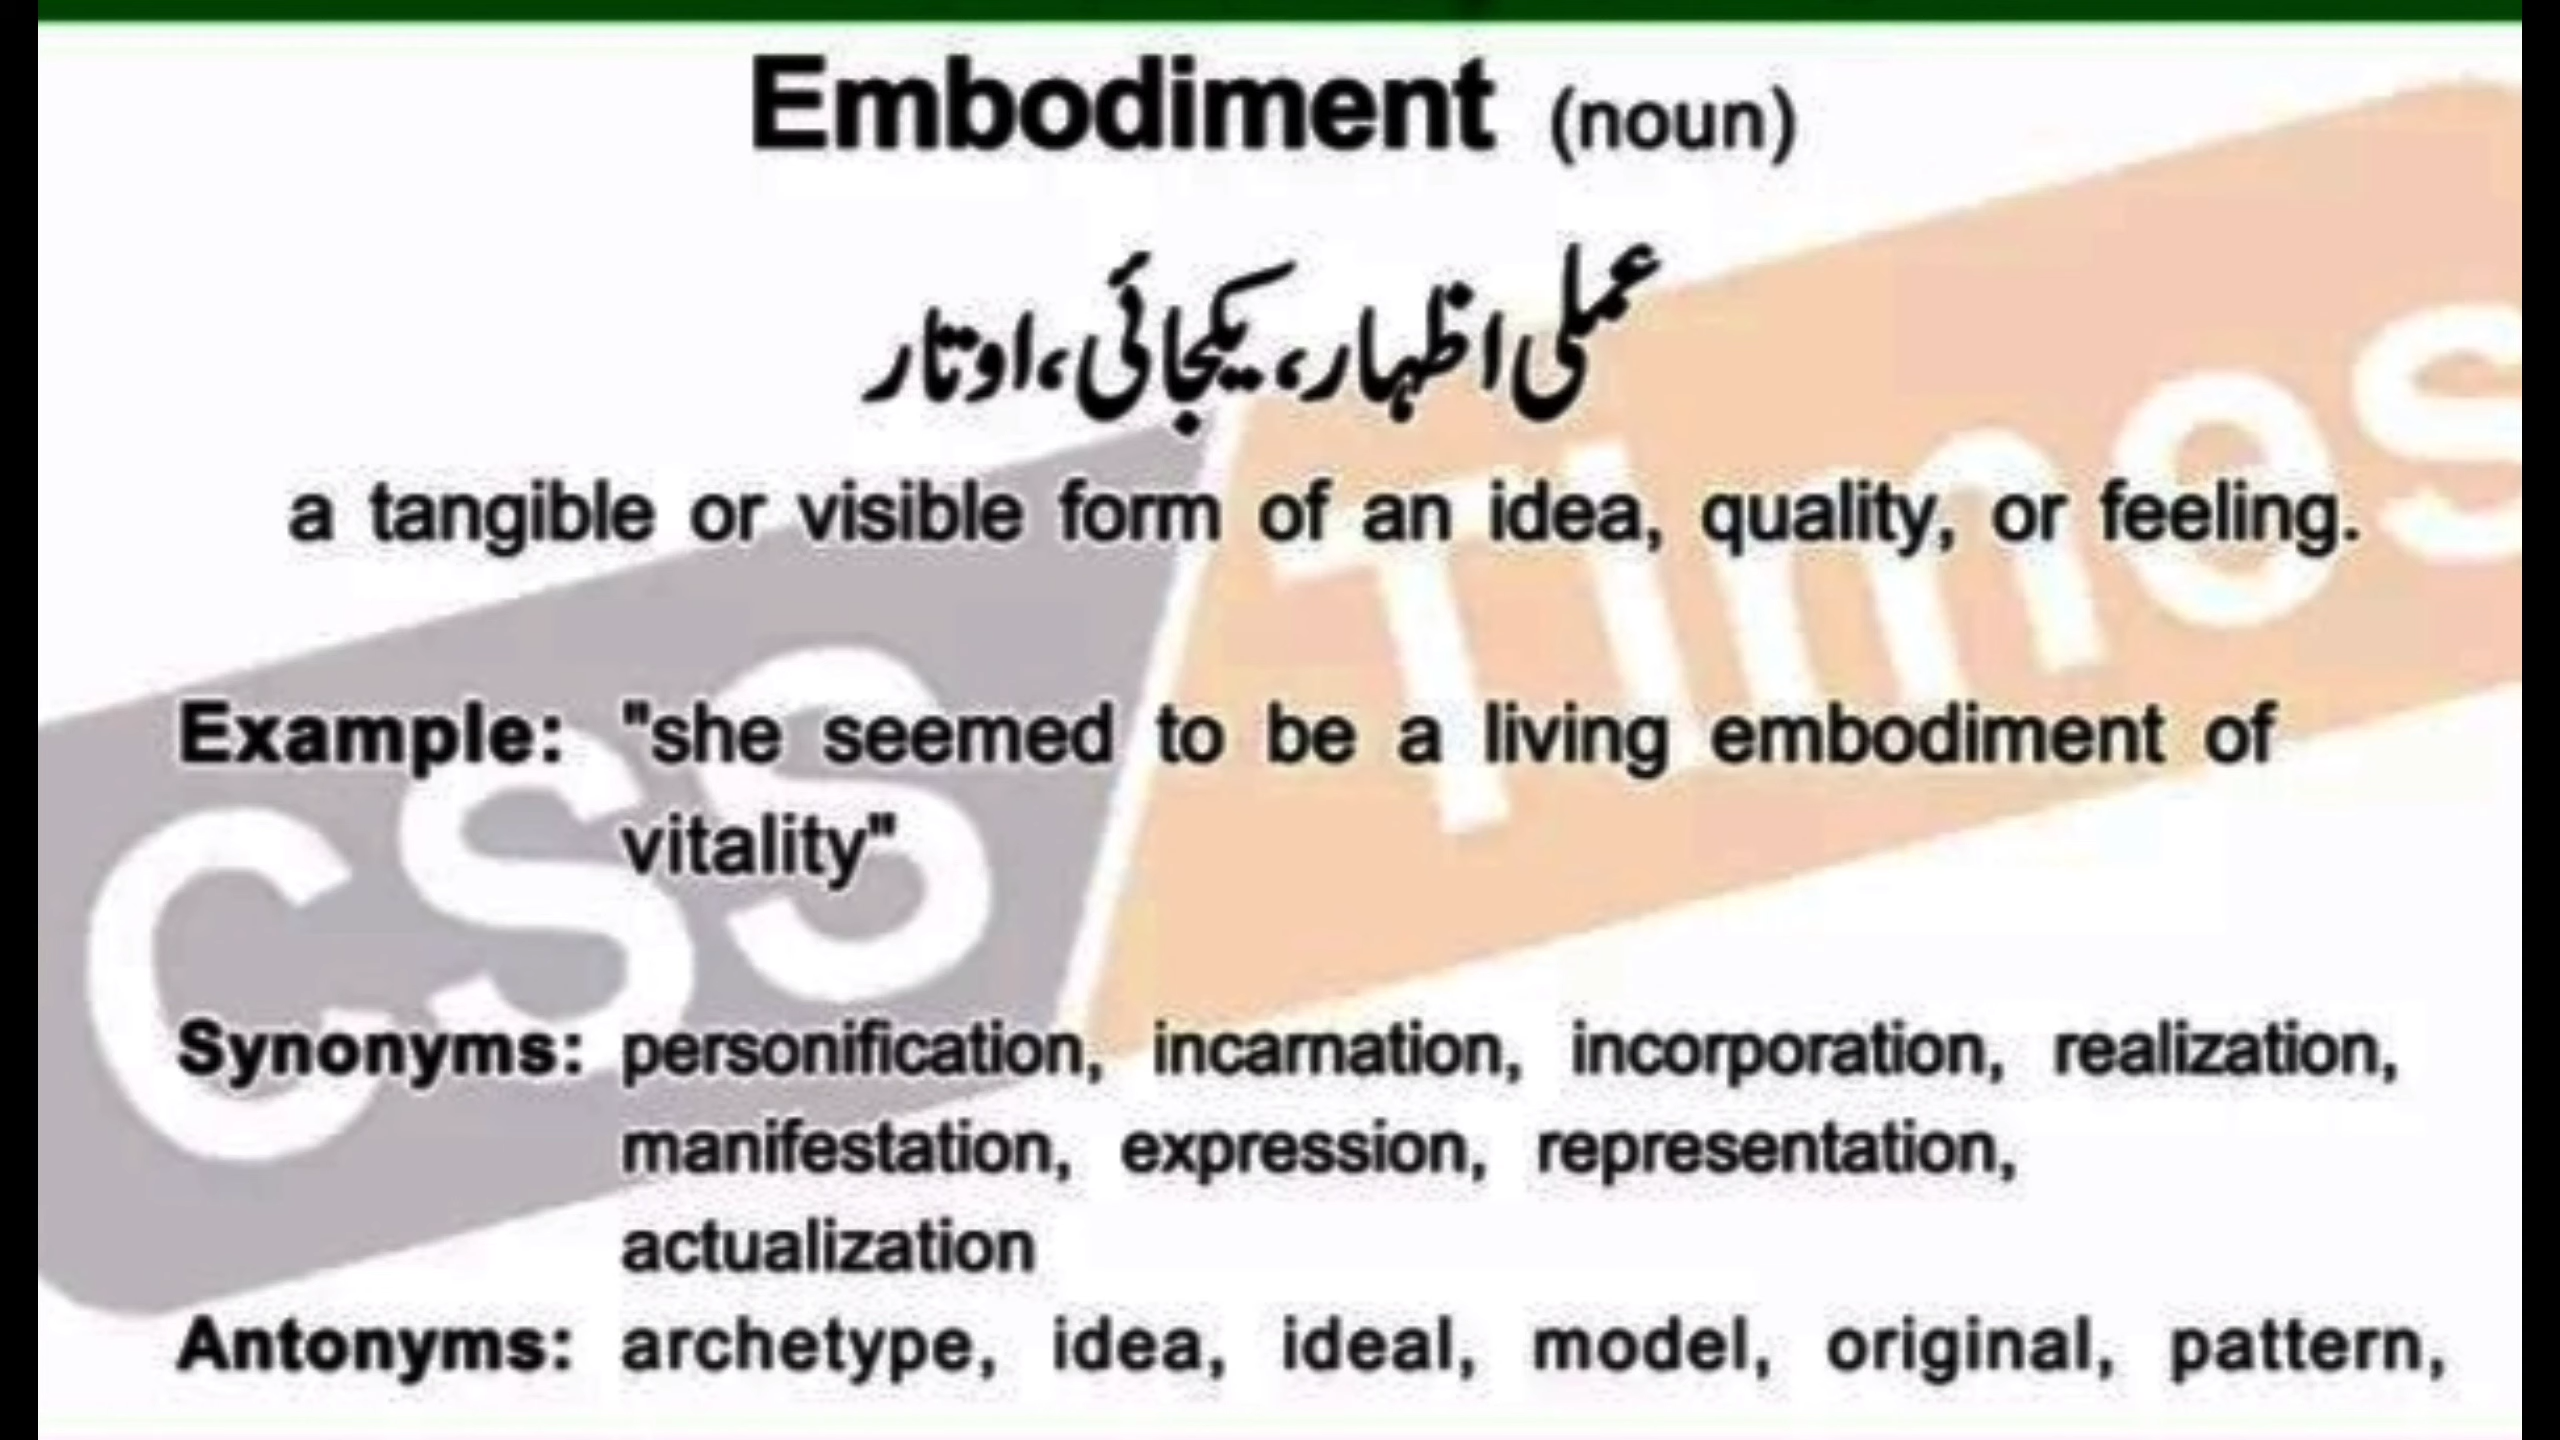 Embodiment (noun)
عملی اظہار، یکجائی، اوتار
a tangible or visible form of an idea, quality, or feeling.
Example: "she seemed to be a living embodiment of
vitality"
Synonyms: personification, incarnation, incorporation, realization,
manifestation, expression, representation,
actualization
Antonyms: archetype, idea, ideal, model, original, pattern,
CSS Times